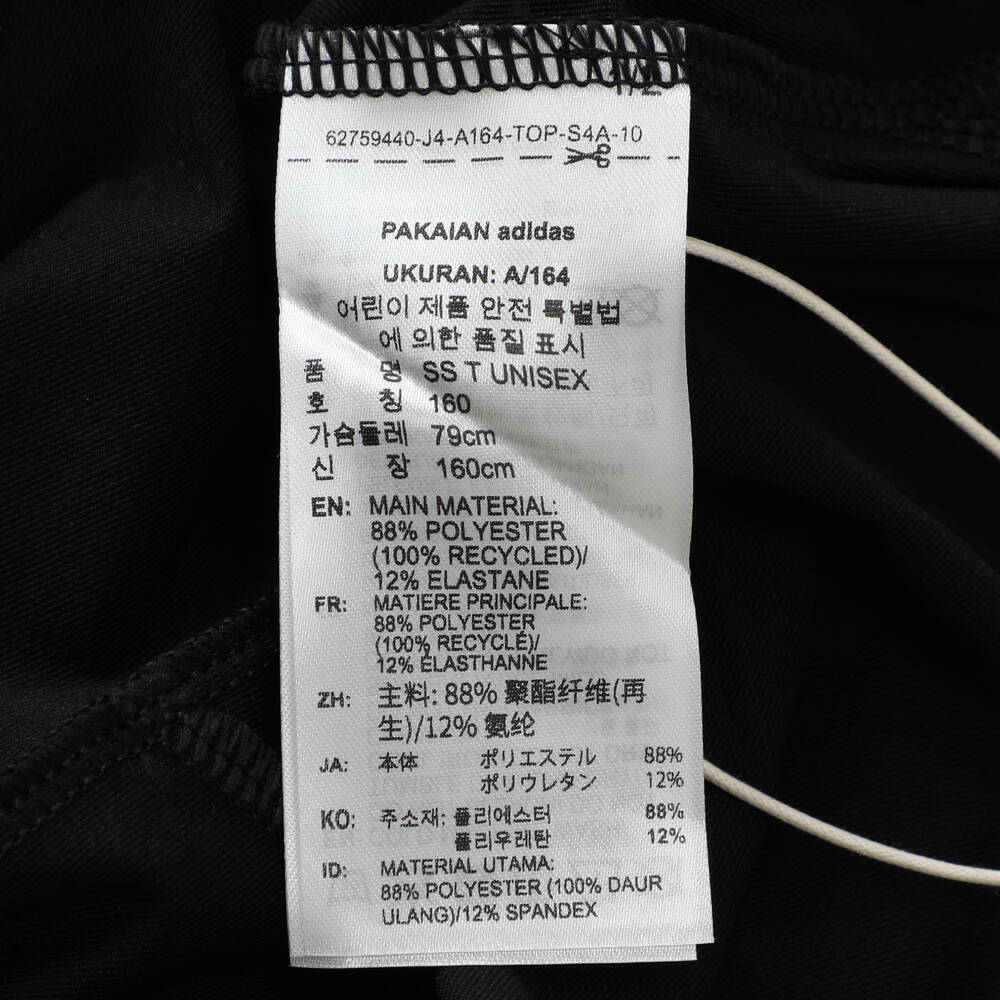 1/2
62759440-J4-A164-TOP-S4A-10
PAKAIAN adidas
UKURAN: A/164
어린이 제품 안전 특별법
에 의한 품질 표시
품 명 SS T UNISEX
호 칭 160
가슴둘레 79cm
신 장 160cm
EN: MAIN MATERIAL:
88% POLYESTER
(100% RECYCLED)/
12% ELASTANE
FR: MATIERE PRINCIPALE:
88% POLYESTER
(100% RECYCLÉ)/
12% ÉLASTHANNE
ZH: 主料: 88% 聚酯纤维(再
生)/12% 氨纶
JA: 本体 ポリエステル 88%
ポリウレタン 12%
KO: 주소재: 폴리에스터 88%
폴리우레탄 12%
ID: MATERIAL UTAMA:
88% POLYESTER (100% DAUR
ULANG)/12% SPANDEX